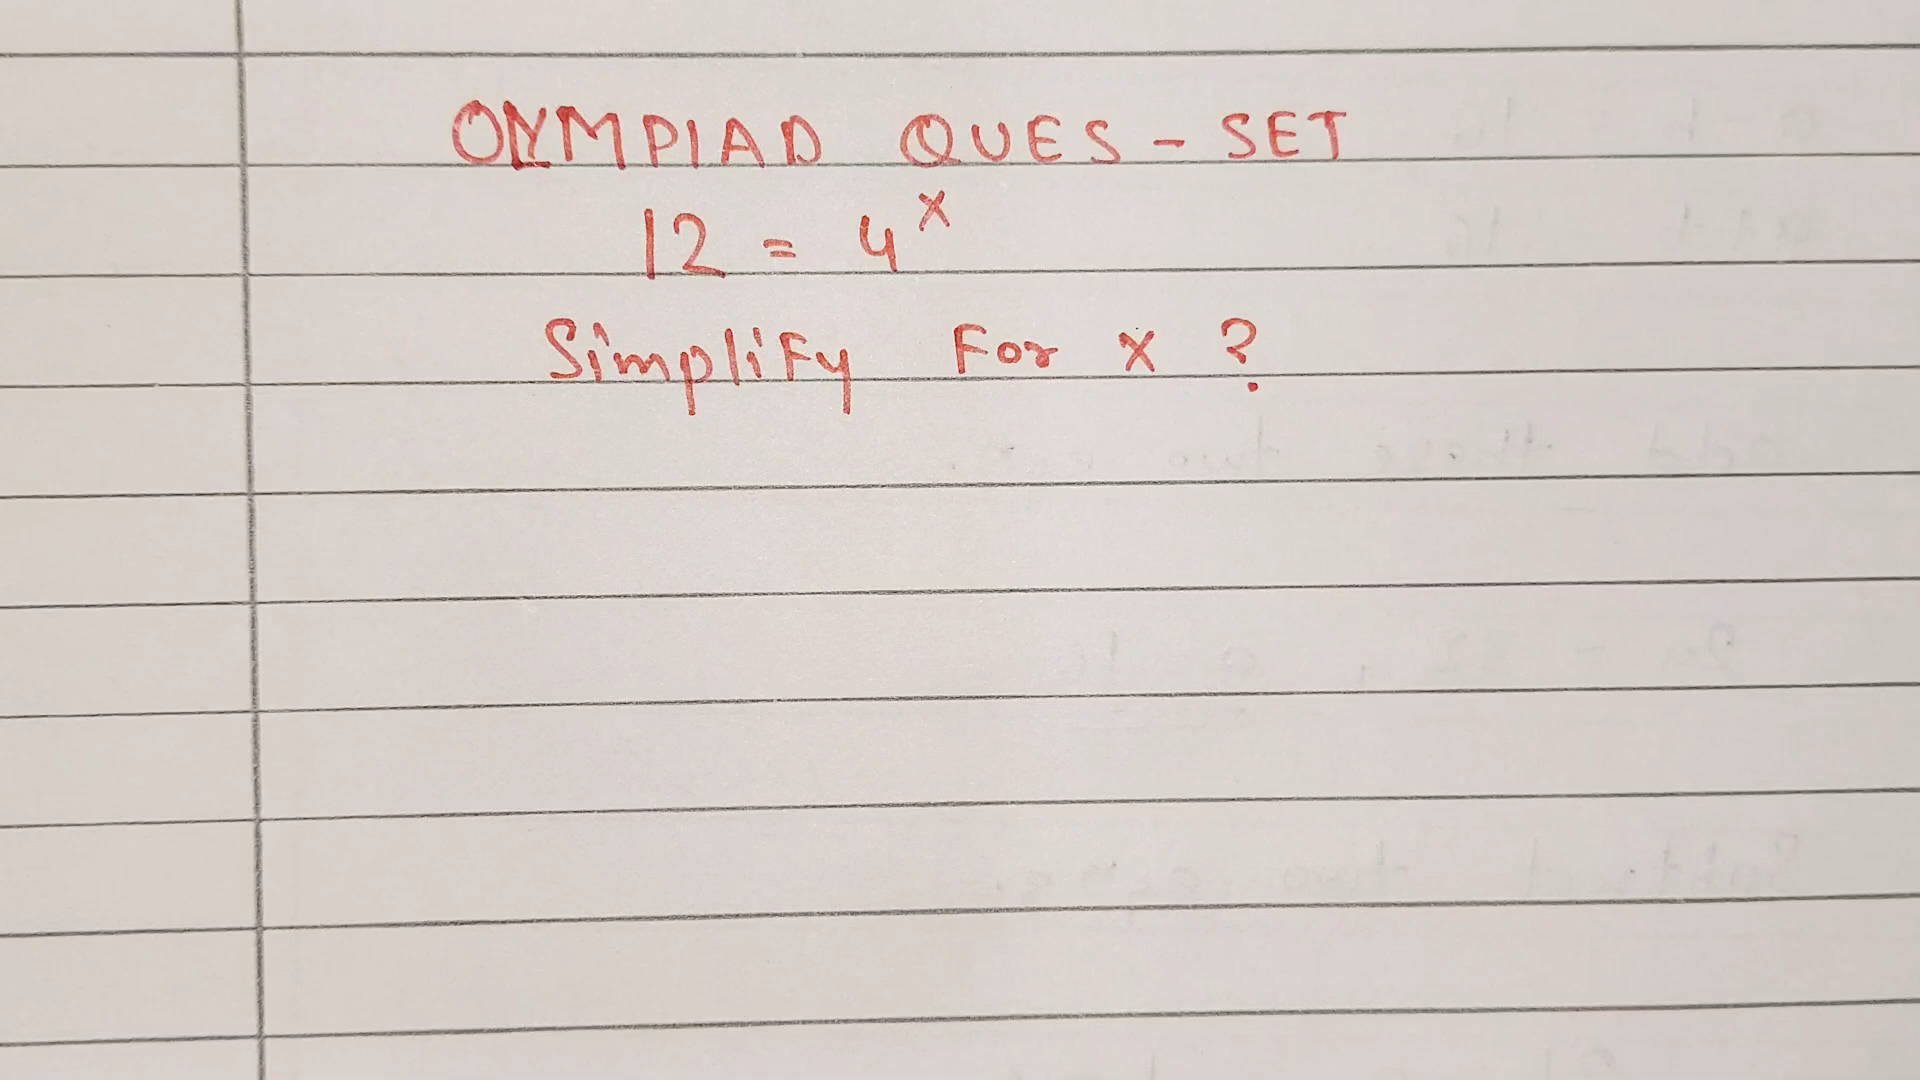 OLYMPIAD QUES - SET
12 = 4^x
Simplify For x ?